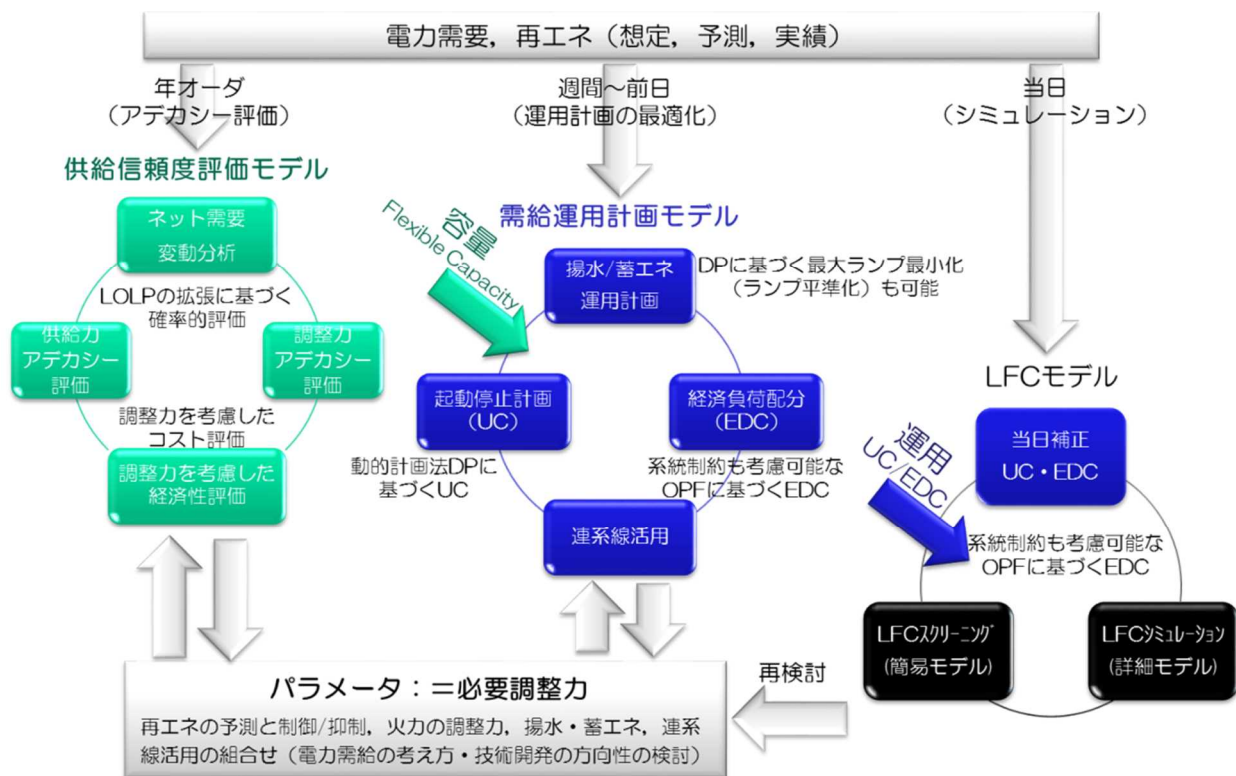 電力需要，再エネ（想定，予測，実績）
年オーダ
（アデカシー評価）
供給信頼度評価モデル
ネット需要
変動分析
LOLPの拡張に基づく
確率的評価
供給力
アデカシー
評価
調整力
アデカシー
評価
調整力を考慮した
コスト評価
調整力を考慮した
経済性評価
週間～前日
（運用計画の最適化）
需給運用計画モデル
容量
Flexible Capacity
揚水/蓄エネ
運用計画
DPに基づく最大ランプ最小化
（ランプ平準化）も可能
起動停止計画
（UC）
経済負荷配分
（EDC）
動的計画法DPに
基づくUC
系統制約も考慮可能な
OPFに基づくEDC
連系線活用
当日
（シミュレーション）
LFCモデル
運用
UC/EDC
当日補正
UC・EDC
系統制約も考慮可能な
OPFに基づくEDC
LFCｽｸﾘｰﾆﾝｸﾞ
(簡易モデル)
LFCｼﾐｭﾚｰｼｮﾝ
(詳細モデル)
再検討
パラメータ：＝必要調整力
再エネの予測と制御/抑制，火力の調整力，揚水・蓄エネ，連系
線活用の組合せ（電力需給の考え方・技術開発の方向性の検討）